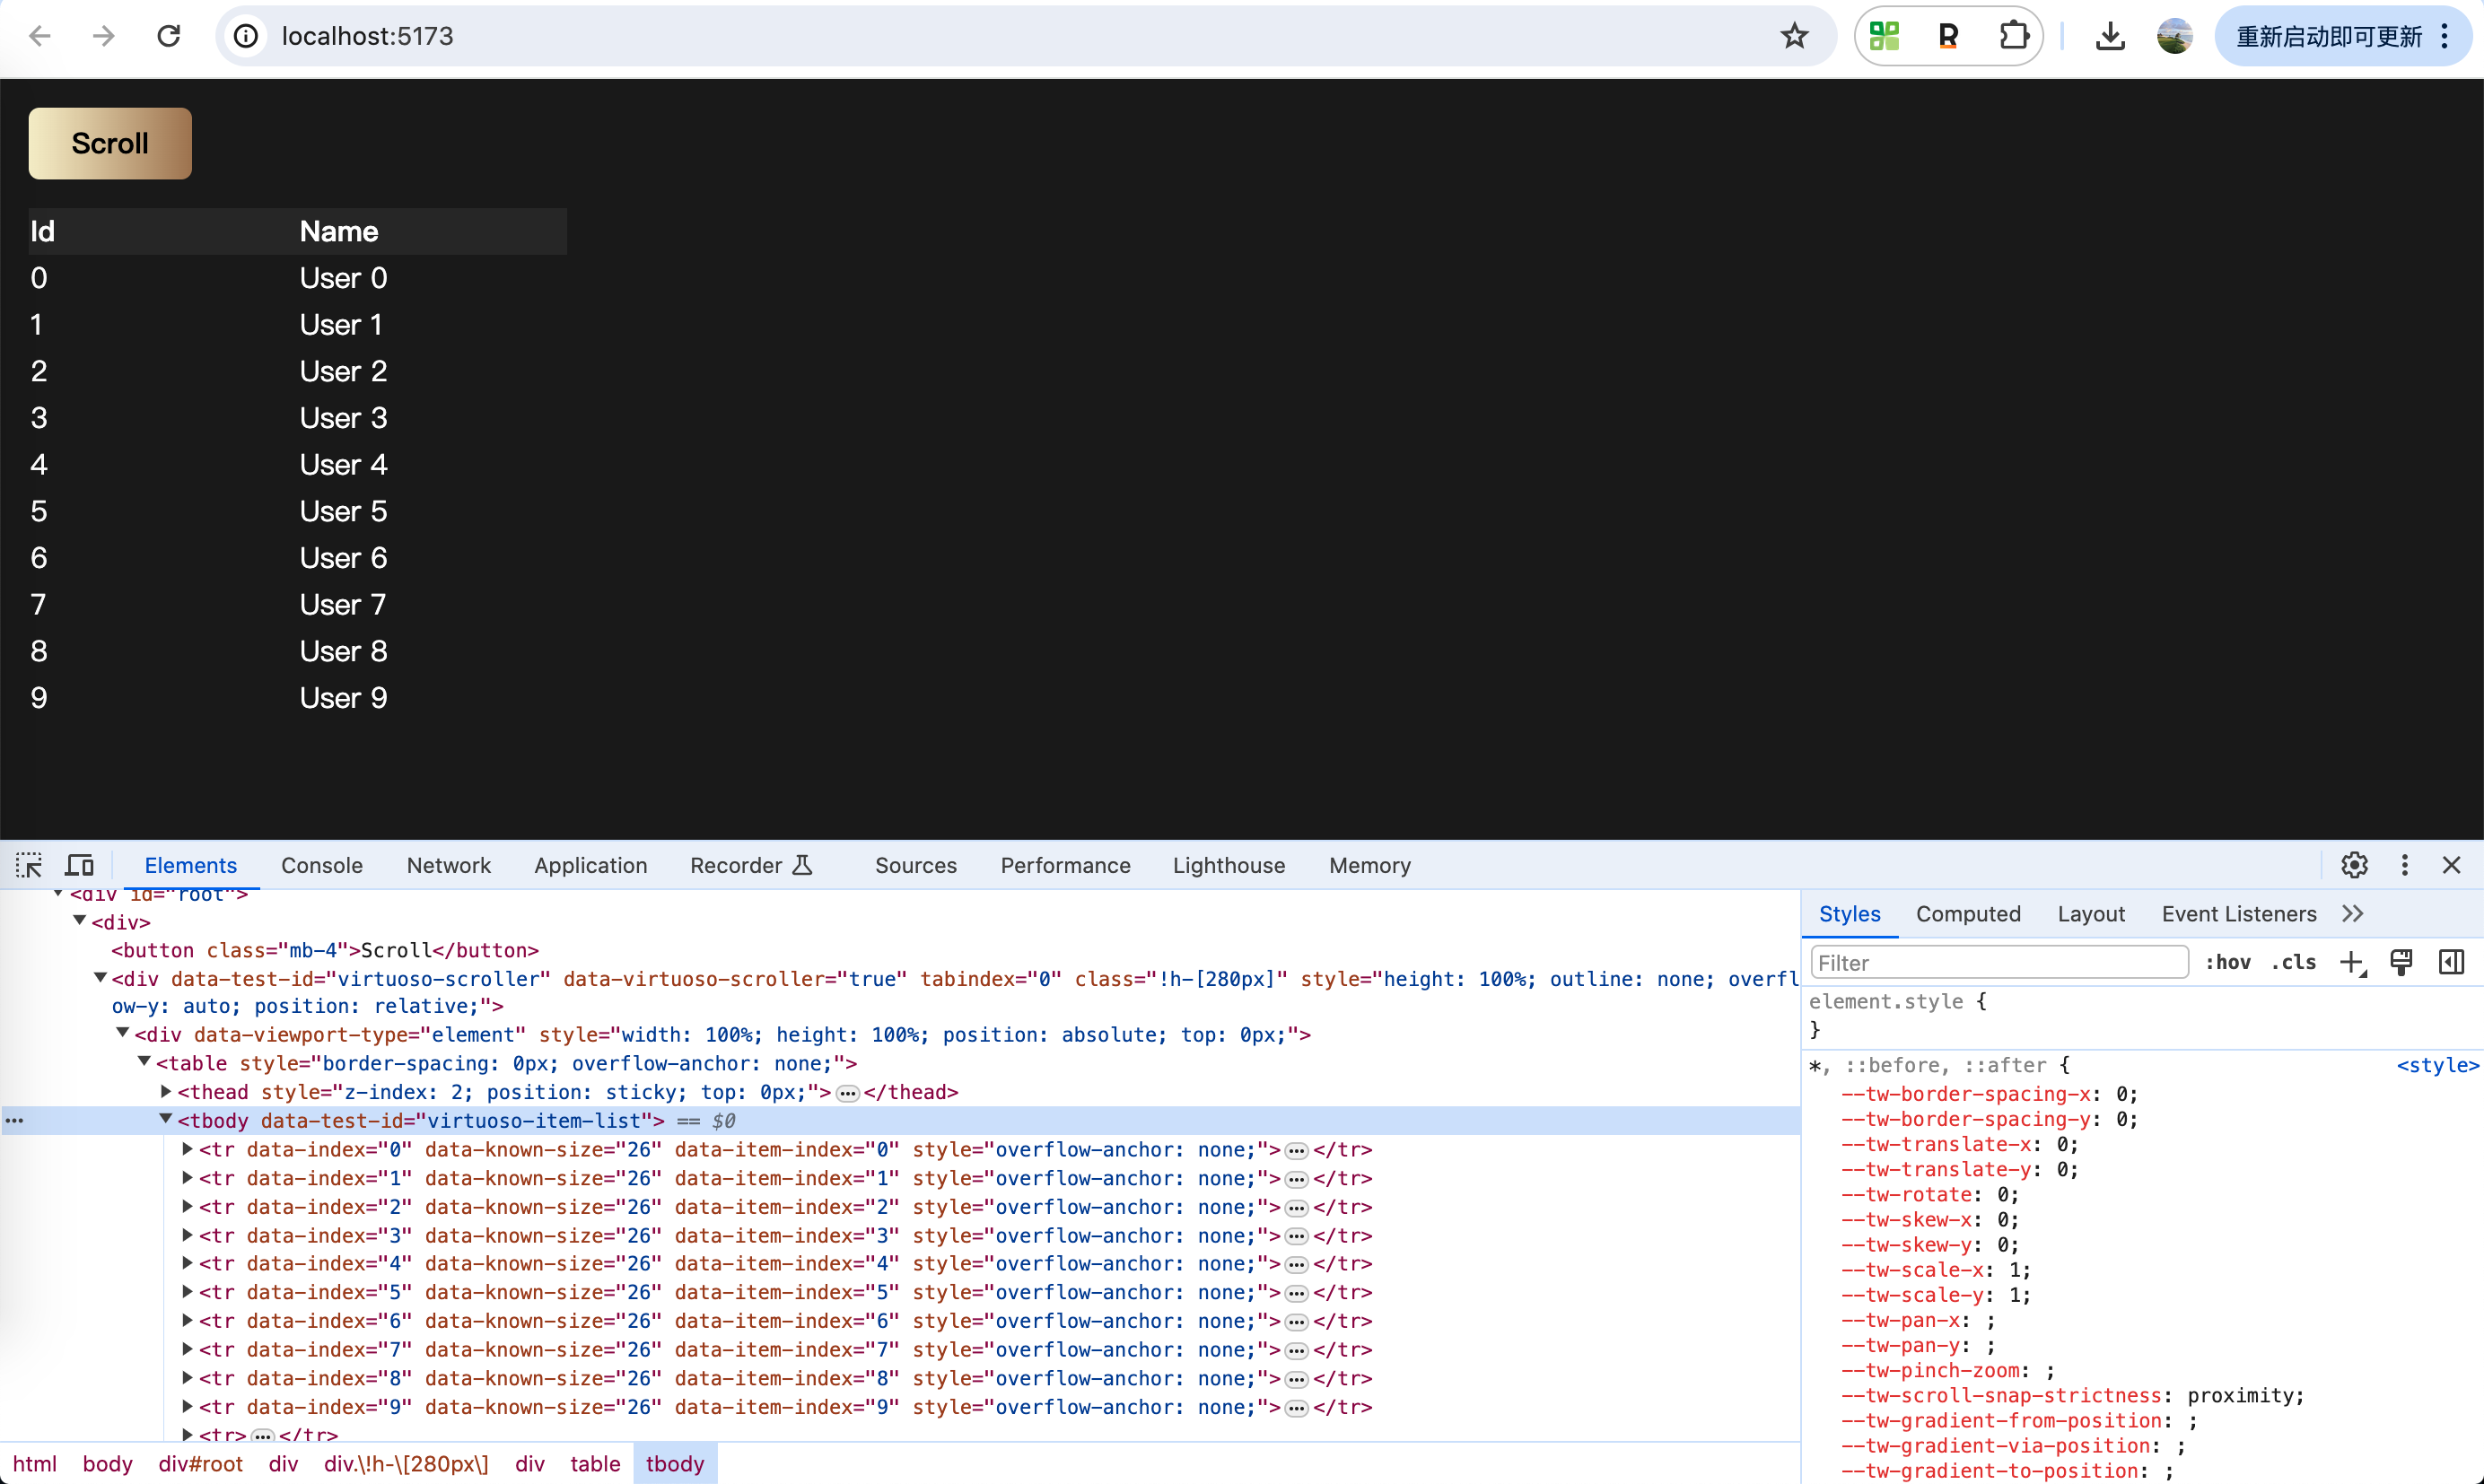 localhost:5173
重新启动即可更新
Scroll
Id Name
0 User 0
1 User 1
2 User 2
3 User 3
4 User 4
5 User 5
6 User 6
7 User 7
8 User 8
9 User 9
Elements Console Network Application Recorder Sources Performance Lighthouse Memory
<div id="root">
<div>
<button class="mb-4">Scroll</button>
<div data-test-id="virtuoso-scroller" data-virtuoso-scroller="true" tabindex="0" class="!h-[280px]" style="height: 100%; outline: none; overfl
ow-y: auto; position: relative;">
<div data-viewport-type="element" style="width: 100%; height: 100%; position: absolute; top: 0px;">
<table style="border-spacing: 0px; overflow-anchor: none;">
<thead style="z-index: 2; position: sticky; top: 0px;">…</thead>
<tbody data-test-id="virtuoso-item-list"> == $0
<tr data-index="0" data-known-size="26" data-item-index="0" style="overflow-anchor: none;">…</tr>
<tr data-index="1" data-known-size="26" data-item-index="1" style="overflow-anchor: none;">…</tr>
<tr data-index="2" data-known-size="26" data-item-index="2" style="overflow-anchor: none;">…</tr>
<tr data-index="3" data-known-size="26" data-item-index="3" style="overflow-anchor: none;">…</tr>
<tr data-index="4" data-known-size="26" data-item-index="4" style="overflow-anchor: none;">…</tr>
<tr data-index="5" data-known-size="26" data-item-index="5" style="overflow-anchor: none;">…</tr>
<tr data-index="6" data-known-size="26" data-item-index="6" style="overflow-anchor: none;">…</tr>
<tr data-index="7" data-known-size="26" data-item-index="7" style="overflow-anchor: none;">…</tr>
<tr data-index="8" data-known-size="26" data-item-index="8" style="overflow-anchor: none;">…</tr>
<tr data-index="9" data-known-size="26" data-item-index="9" style="overflow-anchor: none;">…</tr>
<tr>…</tr>
html body div#root div div.\!h-\[280px\] div table tbody
Styles Computed Layout Event Listeners
Filter :hov .cls
element.style {
}
*, ::before, ::after { <style>
--tw-border-spacing-x: 0;
--tw-border-spacing-y: 0;
--tw-translate-x: 0;
--tw-translate-y: 0;
--tw-rotate: 0;
--tw-skew-x: 0;
--tw-skew-y: 0;
--tw-scale-x: 1;
--tw-scale-y: 1;
--tw-pan-x: ;
--tw-pan-y: ;
--tw-pinch-zoom: ;
--tw-scroll-snap-strictness: proximity;
--tw-gradient-from-position: ;
--tw-gradient-via-position: ;
--tw-gradient-to-position: ;